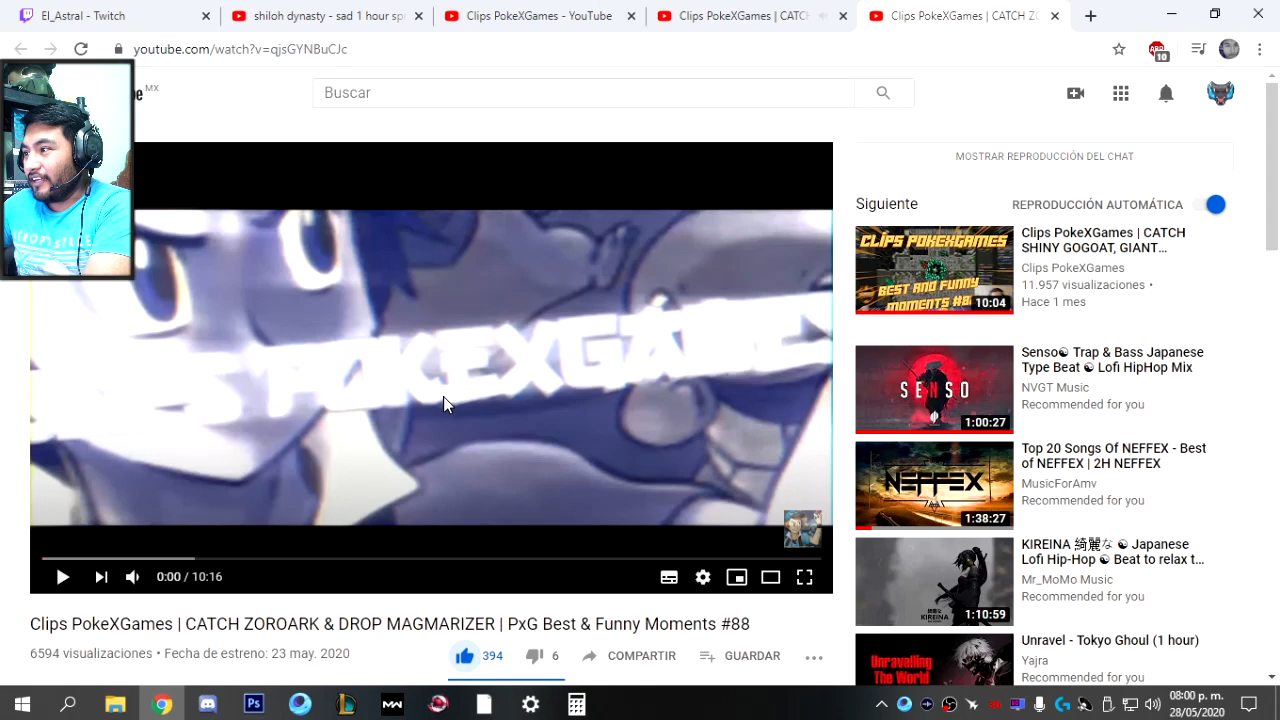 El_Astral - Twitch
shiloh dynasty - sad 1 hour
Clips PokeXGames - YouTube
Clips PokeXGames | CATCH
Clips PokeXGames | CATCH
youtube.com/watch?v=qjsGYNBuCJc
10
MX
Buscar
MOSTRAR REPRODUCCIÓN DEL CHAT
Siguiente
REPRODUCCIÓN AUTOMÁTICA
CLIPS POKEXGAMES
BEST AND FUNNY
MOMENTS
10:04
Clips PokeXGames | CATCH
SHINY GOGOAT, GIANT…
Clips PokeXGames
11.957 visualizaciones •
Hace 1 mes
SENSO
1:00:27
Senso☯ Trap & Bass Japanese
Type Beat ☯ Lofi HipHop Mix
NVGT Music
Recommended for you
NEFFEX
1:38:27
Top 20 Songs Of NEFFEX - Best
of NEFFEX | 2H NEFFEX
MusicForAmv
Recommended for you
KIREINA
1:10:59
KIREINA 綺麗な ☯ Japanese
Lofi Hip-Hop ☯ Beat to relax t…
Mr_MoMo Music
Recommended for you
Unravelling
The World
Unravel - Tokyo Ghoul (1 hour)
Yajra
Recommended for you
0:00 / 10:16
Clips PokeXGames | CATCH ZOROARK & DROP MAGMARIZER | PxG Best & Funny Moments #88
6594 visualizaciones • Fecha de estreno: 23 may. 2020
394
6
COMPARTIR
GUARDAR
Ps
08:00 p. m.
28/05/2020